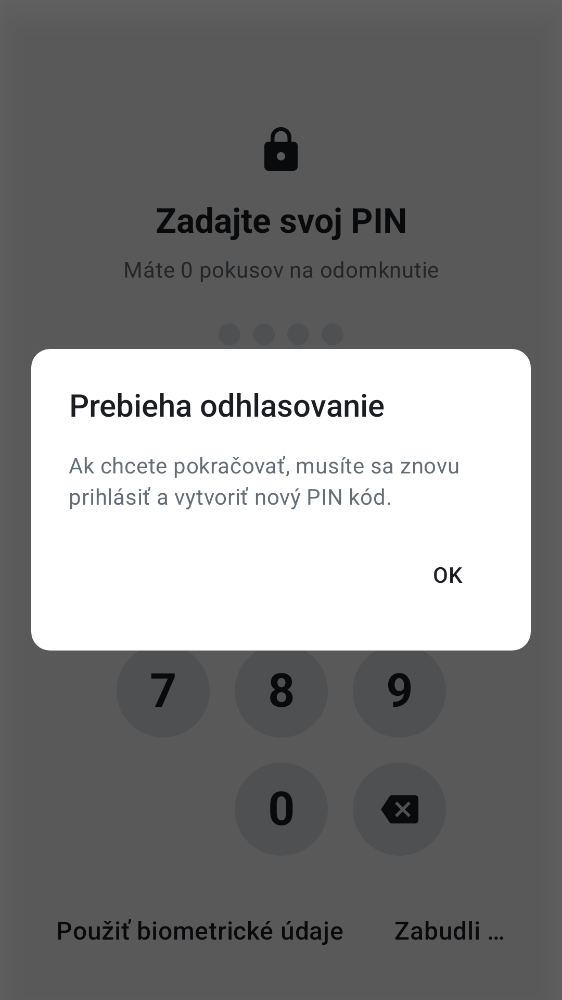 Zadajte svoj PIN
Máte 0 pokusov na odomknutie
Prebieha odhlasovanie
Ak chcete pokračovať, musíte sa znovu
prihlásiť a vytvoriť nový PIN kód.
OK
7 8 9
0
Použiť biometrické údaje Zabudli ...